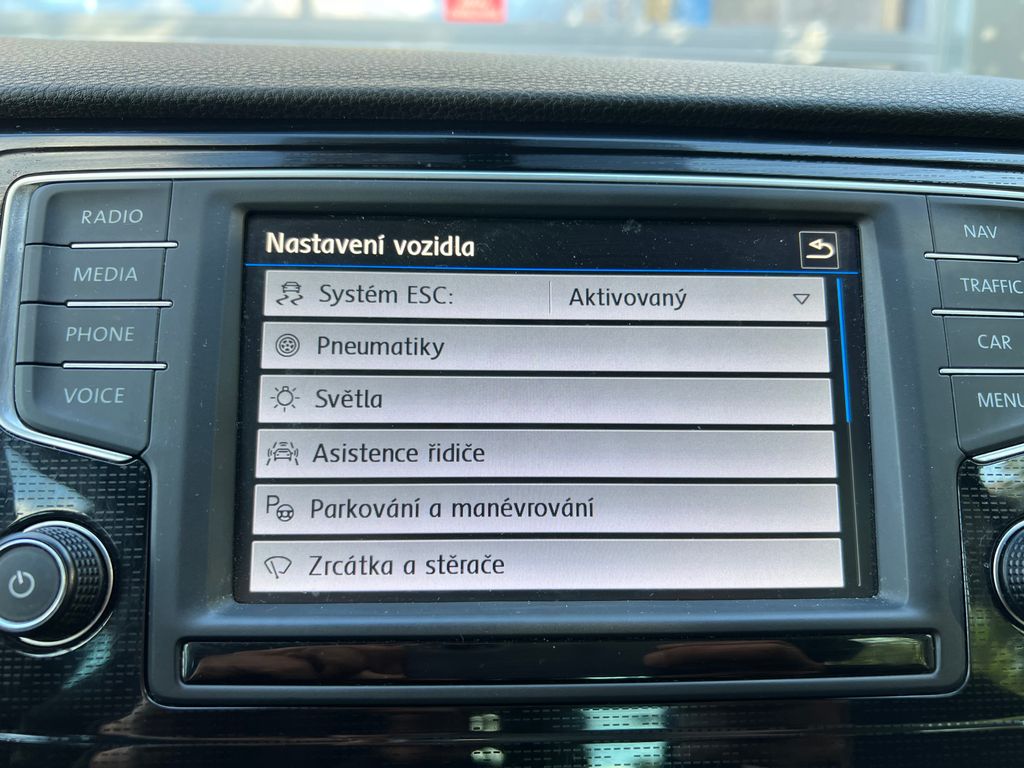 RADIO
MEDIA
PHONE
VOICE
Nastavení vozidla
Systém ESC: Aktivovaný
Pneumatiky
Světla
Asistence řidiče
P Parkování a manévrování
Zrcátka a stěrače
NAV
TRAFFIC
CAR
MENU